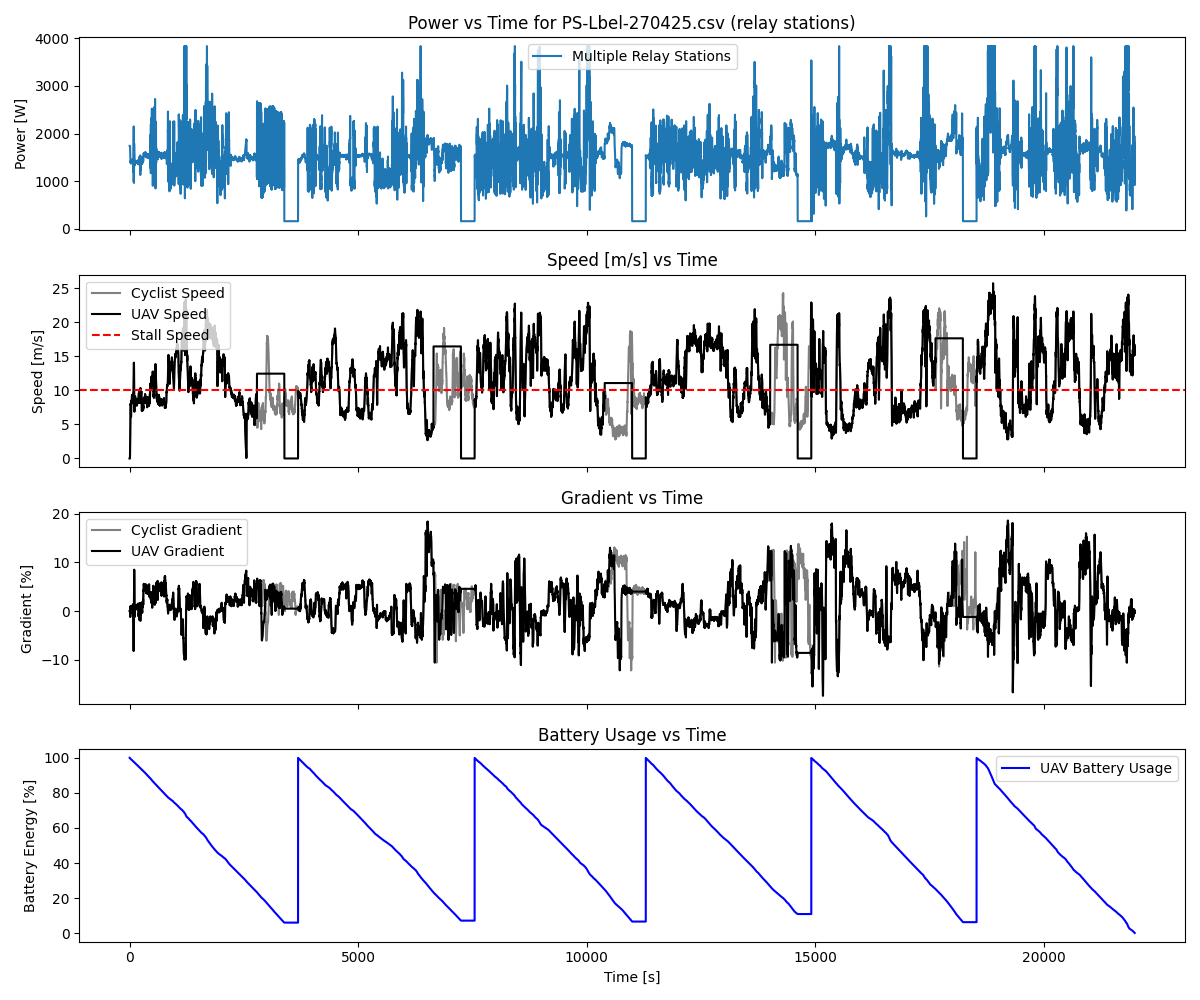 Power vs Time for PS-Lbel-270425.csv (relay stations)
4000
3000
2000
1000
0
Power [W]
Multiple Relay Stations
Speed [m/s] vs Time
25
20
15
10
5
0
Speed [m/s]
Cyclist Speed
UAV Speed
Stall Speed
Gradient vs Time
20
10
0
−10
Gradient [%]
Cyclist Gradient
UAV Gradient
Battery Usage vs Time
100
80
60
40
20
0
Battery Energy [%]
UAV Battery Usage
0 5000 10000 15000 20000
Time [s]